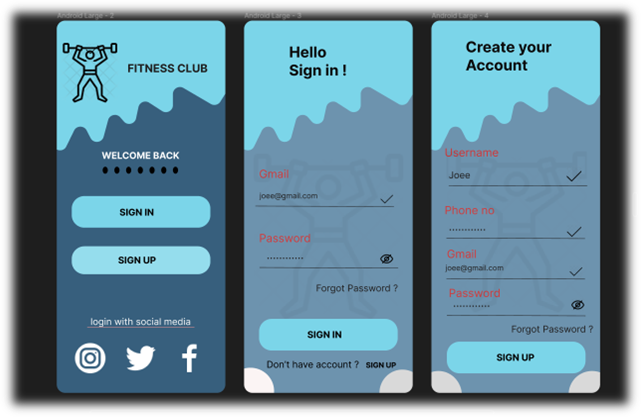 Android Large - 2
FITNESS CLUB
WELCOME BACK
SIGN IN
SIGN UP
login with social media
Android Large - 3
Hello
Sign in !
Gmail
joee@gmail.com
Password
Forgot Password ?
SIGN IN
Don't have account ? SIGN UP
Android Large - 4
Create your
Account
Username
Joee
Phone no
Gmail
joee@gmail.com
Password
Forgot Password ?
SIGN UP